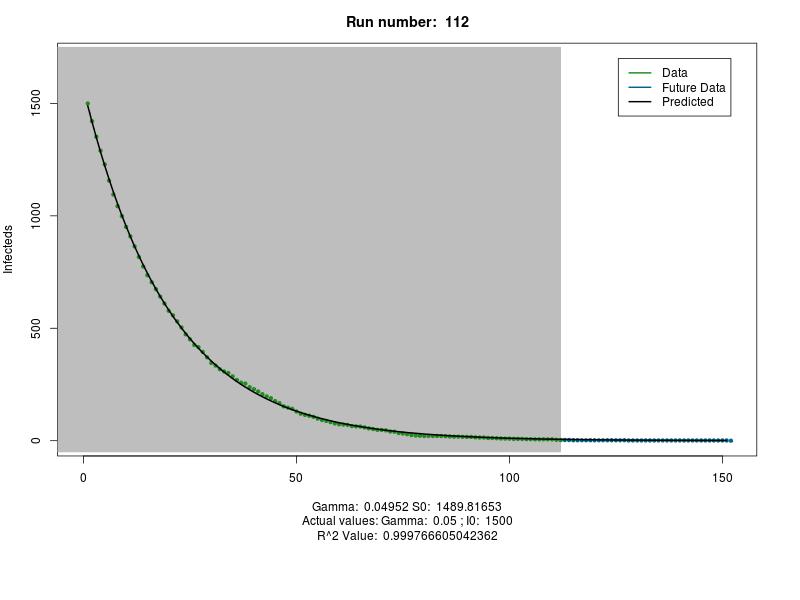 Run number: 112
Data
Future Data
Predicted
1500
1000
500
0
Infecteds
0 50 100 150
Gamma: 0.04952 S0: 1489.81653
Actual values: Gamma: 0.05 ; I0: 1500
R^2 Value: 0.999766605042362